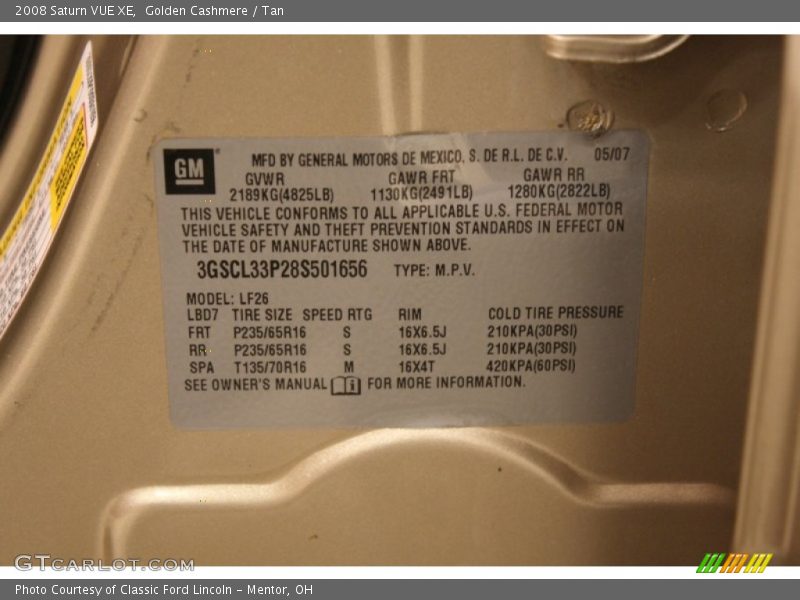 2008 Saturn VUE XE,  Golden Cashmere / Tan
GM
MFD BY GENERAL MOTORS DE MEXICO, S. DE R.L. DE C.V. 05/07
GVWR GAWR FRT GAWR RR
2189KG(4825LB) 1130KG(2491LB) 1280KG(2822LB)
THIS VEHICLE CONFORMS TO ALL APPLICABLE U.S. FEDERAL MOTOR
VEHICLE SAFETY AND THEFT PREVENTION STANDARDS IN EFFECT ON
THE DATE OF MANUFACTURE SHOWN ABOVE.
3GSCL33P28S501656 TYPE: M.P.V.
MODEL: LF26
LBD7 TIRE SIZE SPEED RTG RIM COLD TIRE PRESSURE
FRT P235/65R16 S 16X6.5J 210KPA(30PSI)
RR P235/65R16 S 16X6.5J 210KPA(30PSI)
SPA T135/70R16 M 16X4T 420KPA(60PSI)
SEE OWNER'S MANUAL i FOR MORE INFORMATION.
GTCARLOT.COM
Photo Courtesy of Classic Ford Lincoln - Mentor, OH